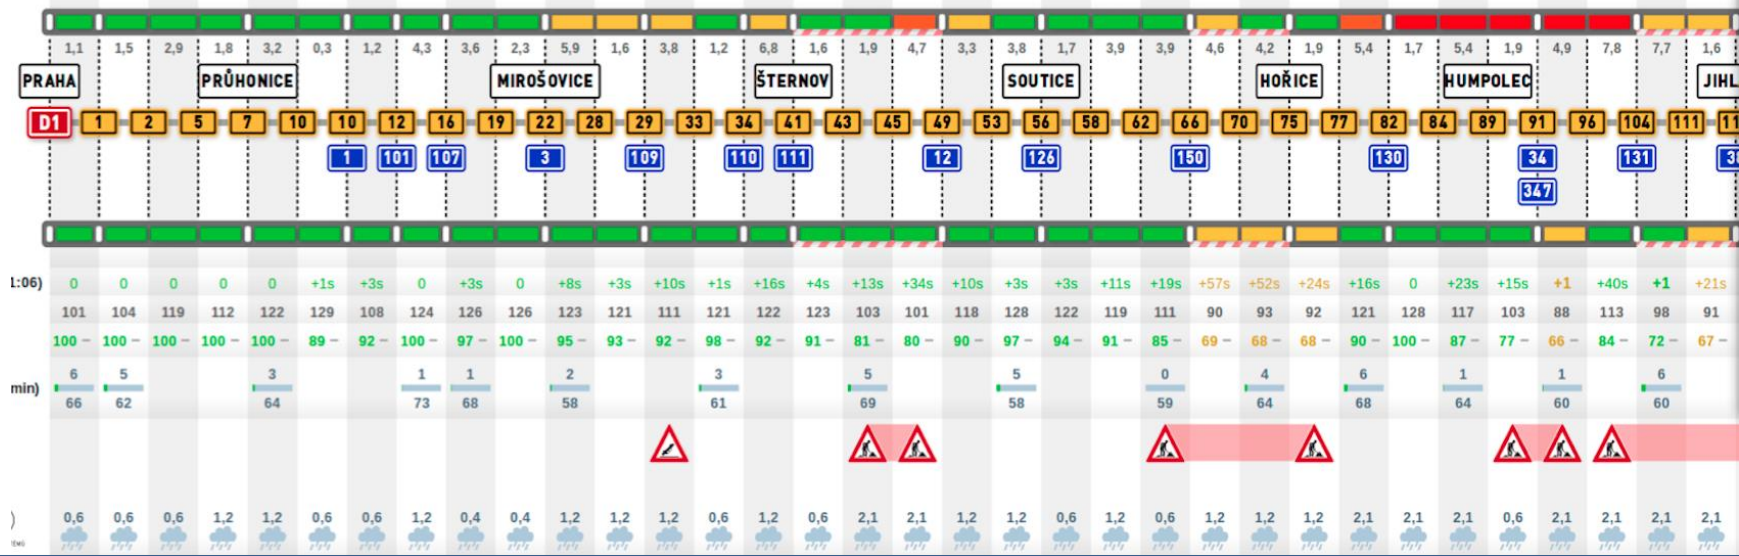 1,1 1,5 2,9 1,8 3,2 0,3 1,2 4,3 3,6 2,3 5,9 1,6 3,8 1,2 6,8 1,6 1,9 4,7 3,3 3,8 1,7 3,9 3,9 4,6 4,2 1,9 5,4 1,7 5,4 1,9 4,9 7,8 7,7 1,6
PRAHA PRŮHONICE MIROŠOVICE ŠTERNOV SOUTICE HOŘICE HUMPOLEC JIHL
D1 1 2 5 7 10 10 12 16 19 22 28 29 33 34 41 43 45 49 53 56 58 62 66 70 75 77 82 84 89 91 96 104 111 11
1 101 107 3 109 110 111 12 126 150 130 34 131 38
347
1:06) 0 0 0 0 0 +1s +3s 0 +3s 0 +8s +3s +10s +1s +16s +4s +13s +34s +10s +3s +3s +11s +19s +57s +52s +24s +16s 0 +23s +15s +1 +40s +1 +21s
101 104 119 112 122 129 108 124 126 126 123 121 111 121 122 123 103 101 118 128 122 119 111 90 93 92 121 128 117 103 88 113 98 91
100 – 100 – 100 – 100 – 100 – 89 – 92 – 100 – 97 – 100 – 95 – 93 – 92 – 98 – 92 – 91 – 81 – 80 – 90 – 97 – 94 – 91 – 85 – 69 – 68 – 68 – 90 – 100 – 87 – 77 – 66 – 84 – 72 – 67 –
6 5 3 1 1 2 3 5 5 0 4 6 1 1 6
min)
66 62 64 73 68 58 61 69 58 59 64 68 64 60 60
) 0,6 0,6 0,6 1,2 1,2 0,6 0,6 1,2 0,4 0,4 1,2 1,2 1,2 0,6 1,2 0,6 2,1 2,1 1,2 1,2 0,6 1,2 0,6 1,2 1,2 1,2 2,1 2,1 2,1 0,6 2,1 2,1 2,1 2,1